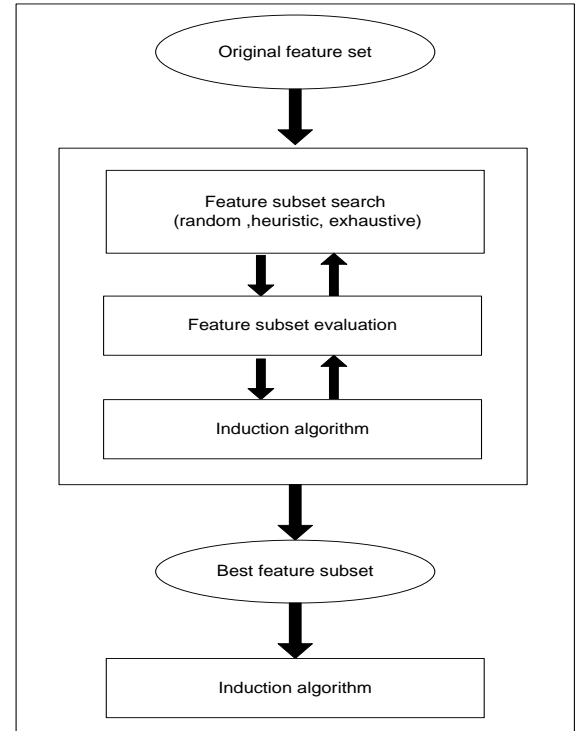 Original feature set
Feature subset search
(random ,heuristic, exhaustive)
Feature subset evaluation
Induction algorithm
Best feature subset
Induction algorithm